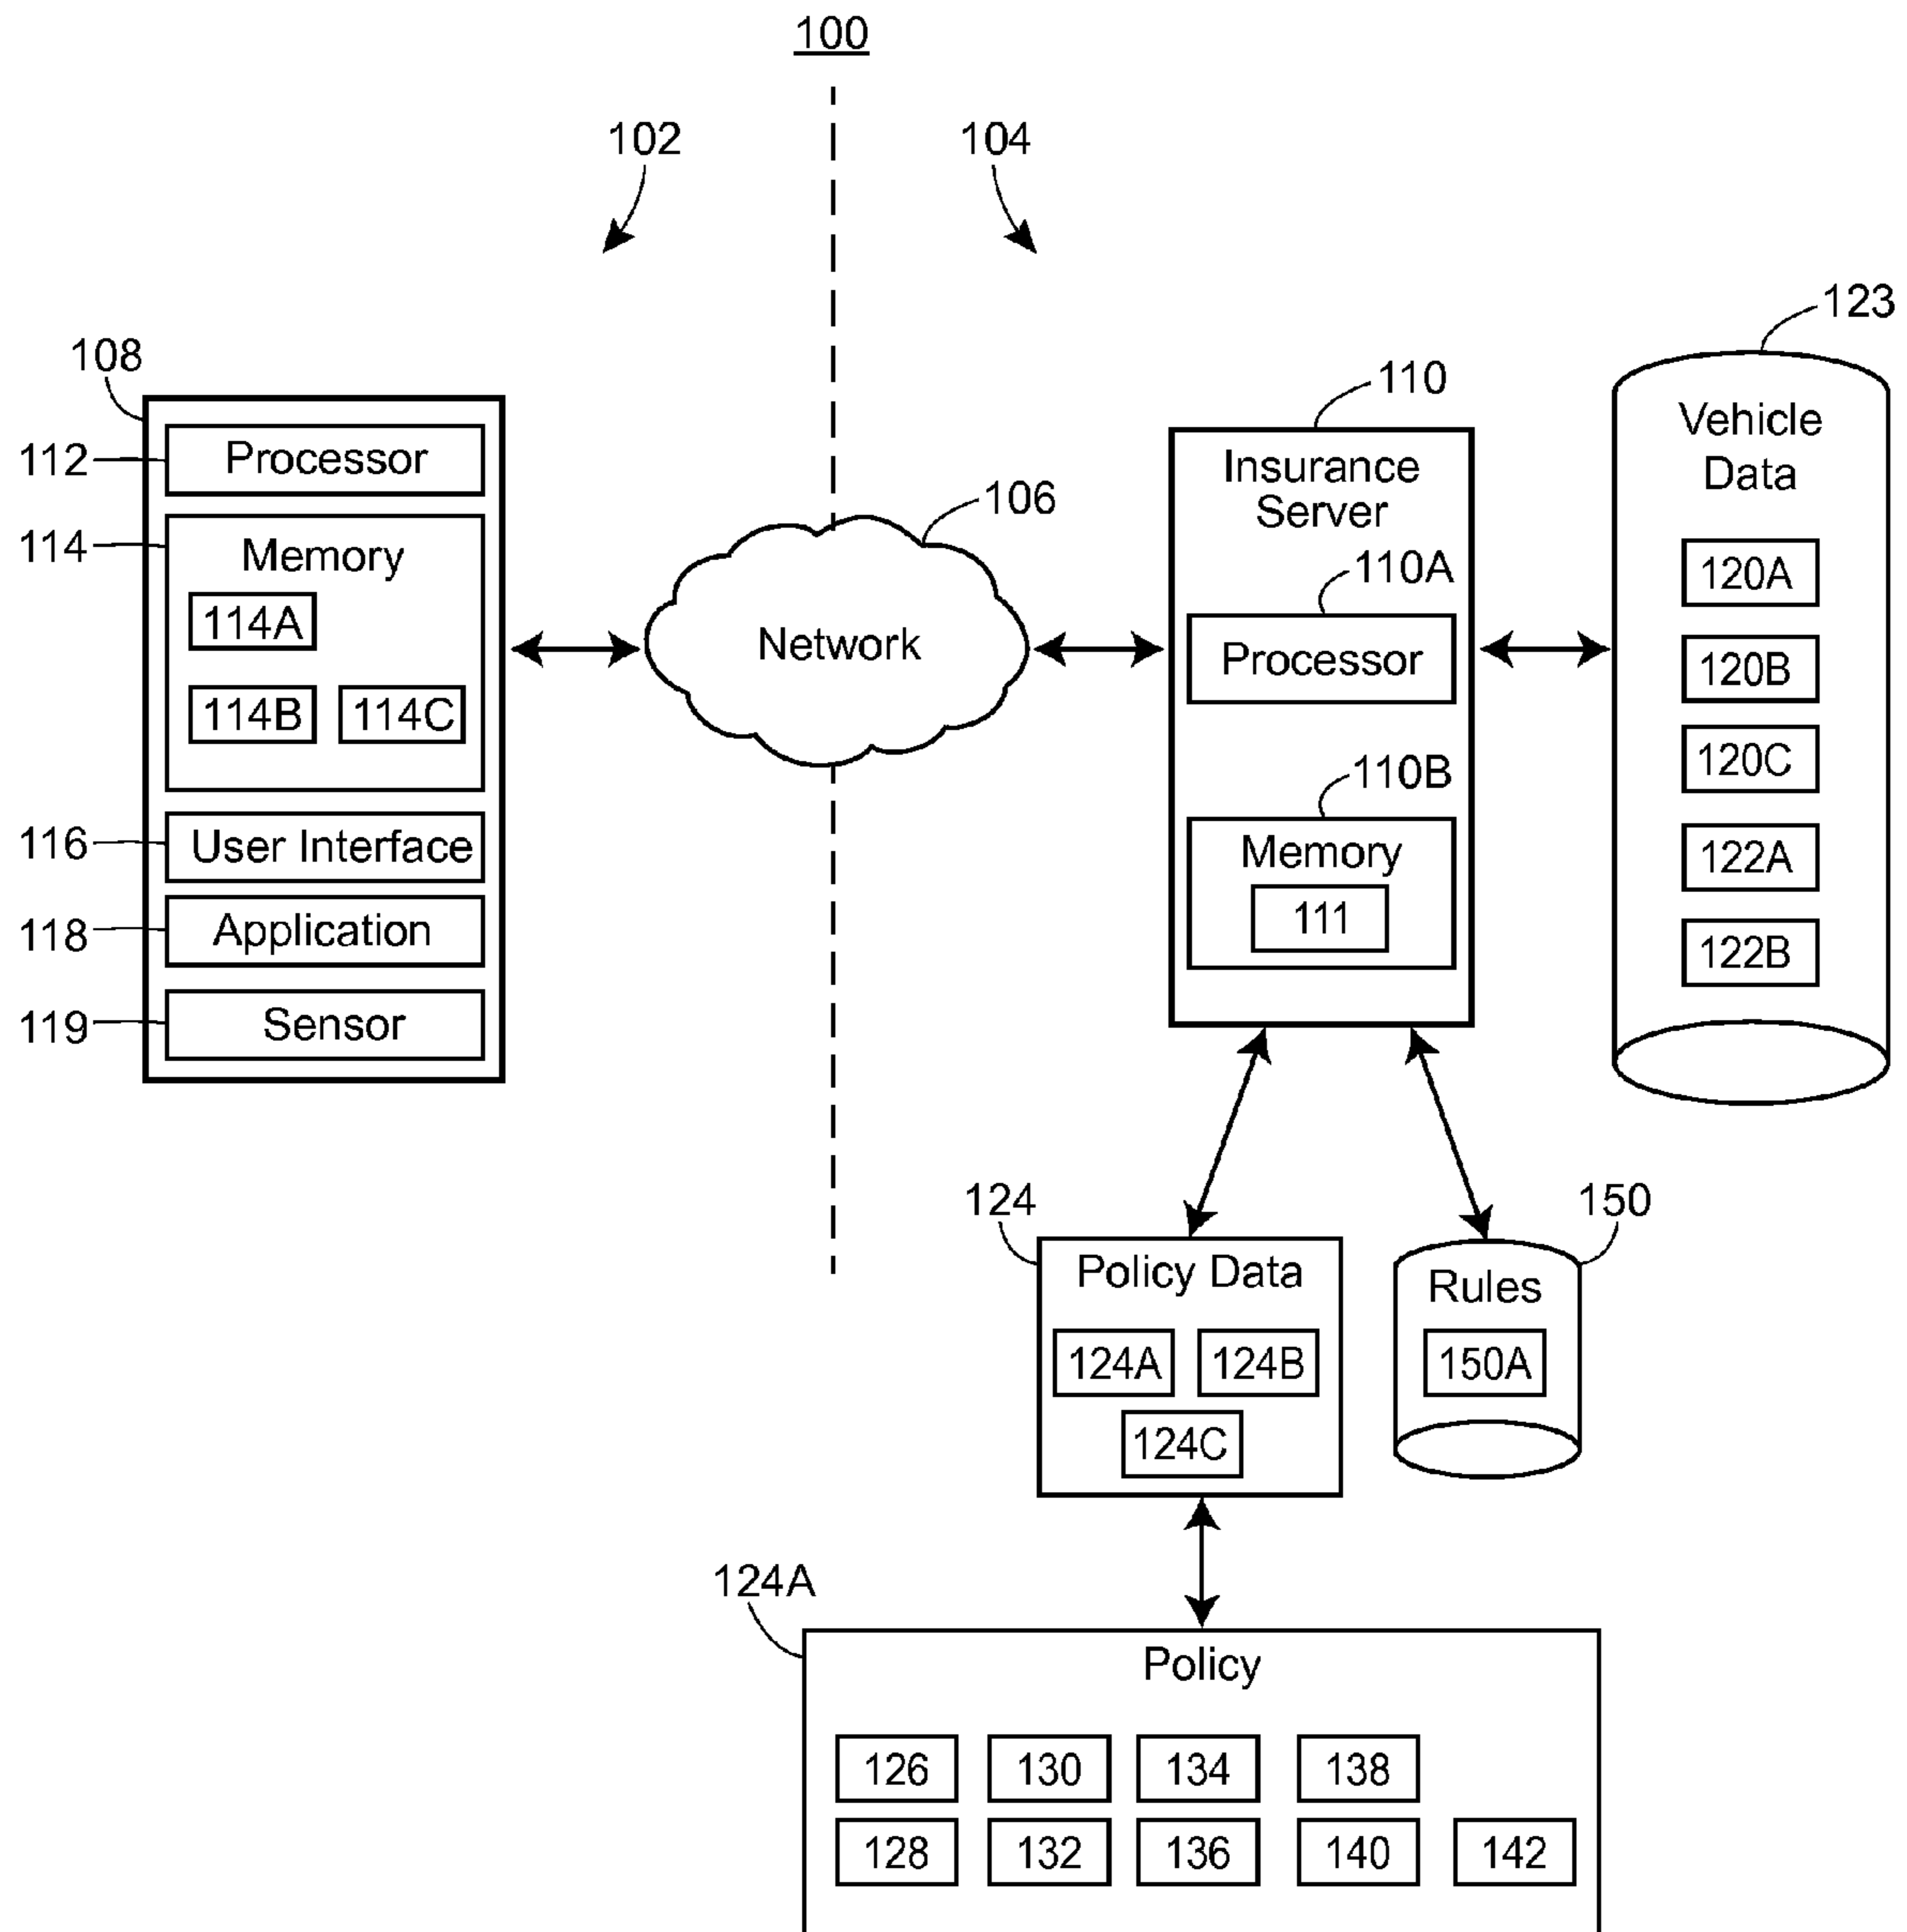 100
102
104
123
108
110
112
Processor
114
Memory
114A
114B
114C
116
User Interface
118
Application
119
Sensor
106
Network
Insurance
Server
110A
Processor
110B
Memory
111
Vehicle
Data
120A
120B
120C
122A
122B
124
Policy Data
124A
124B
124C
150
Rules
150A
124A
Policy
126
130
134
138
128
132
136
140
142